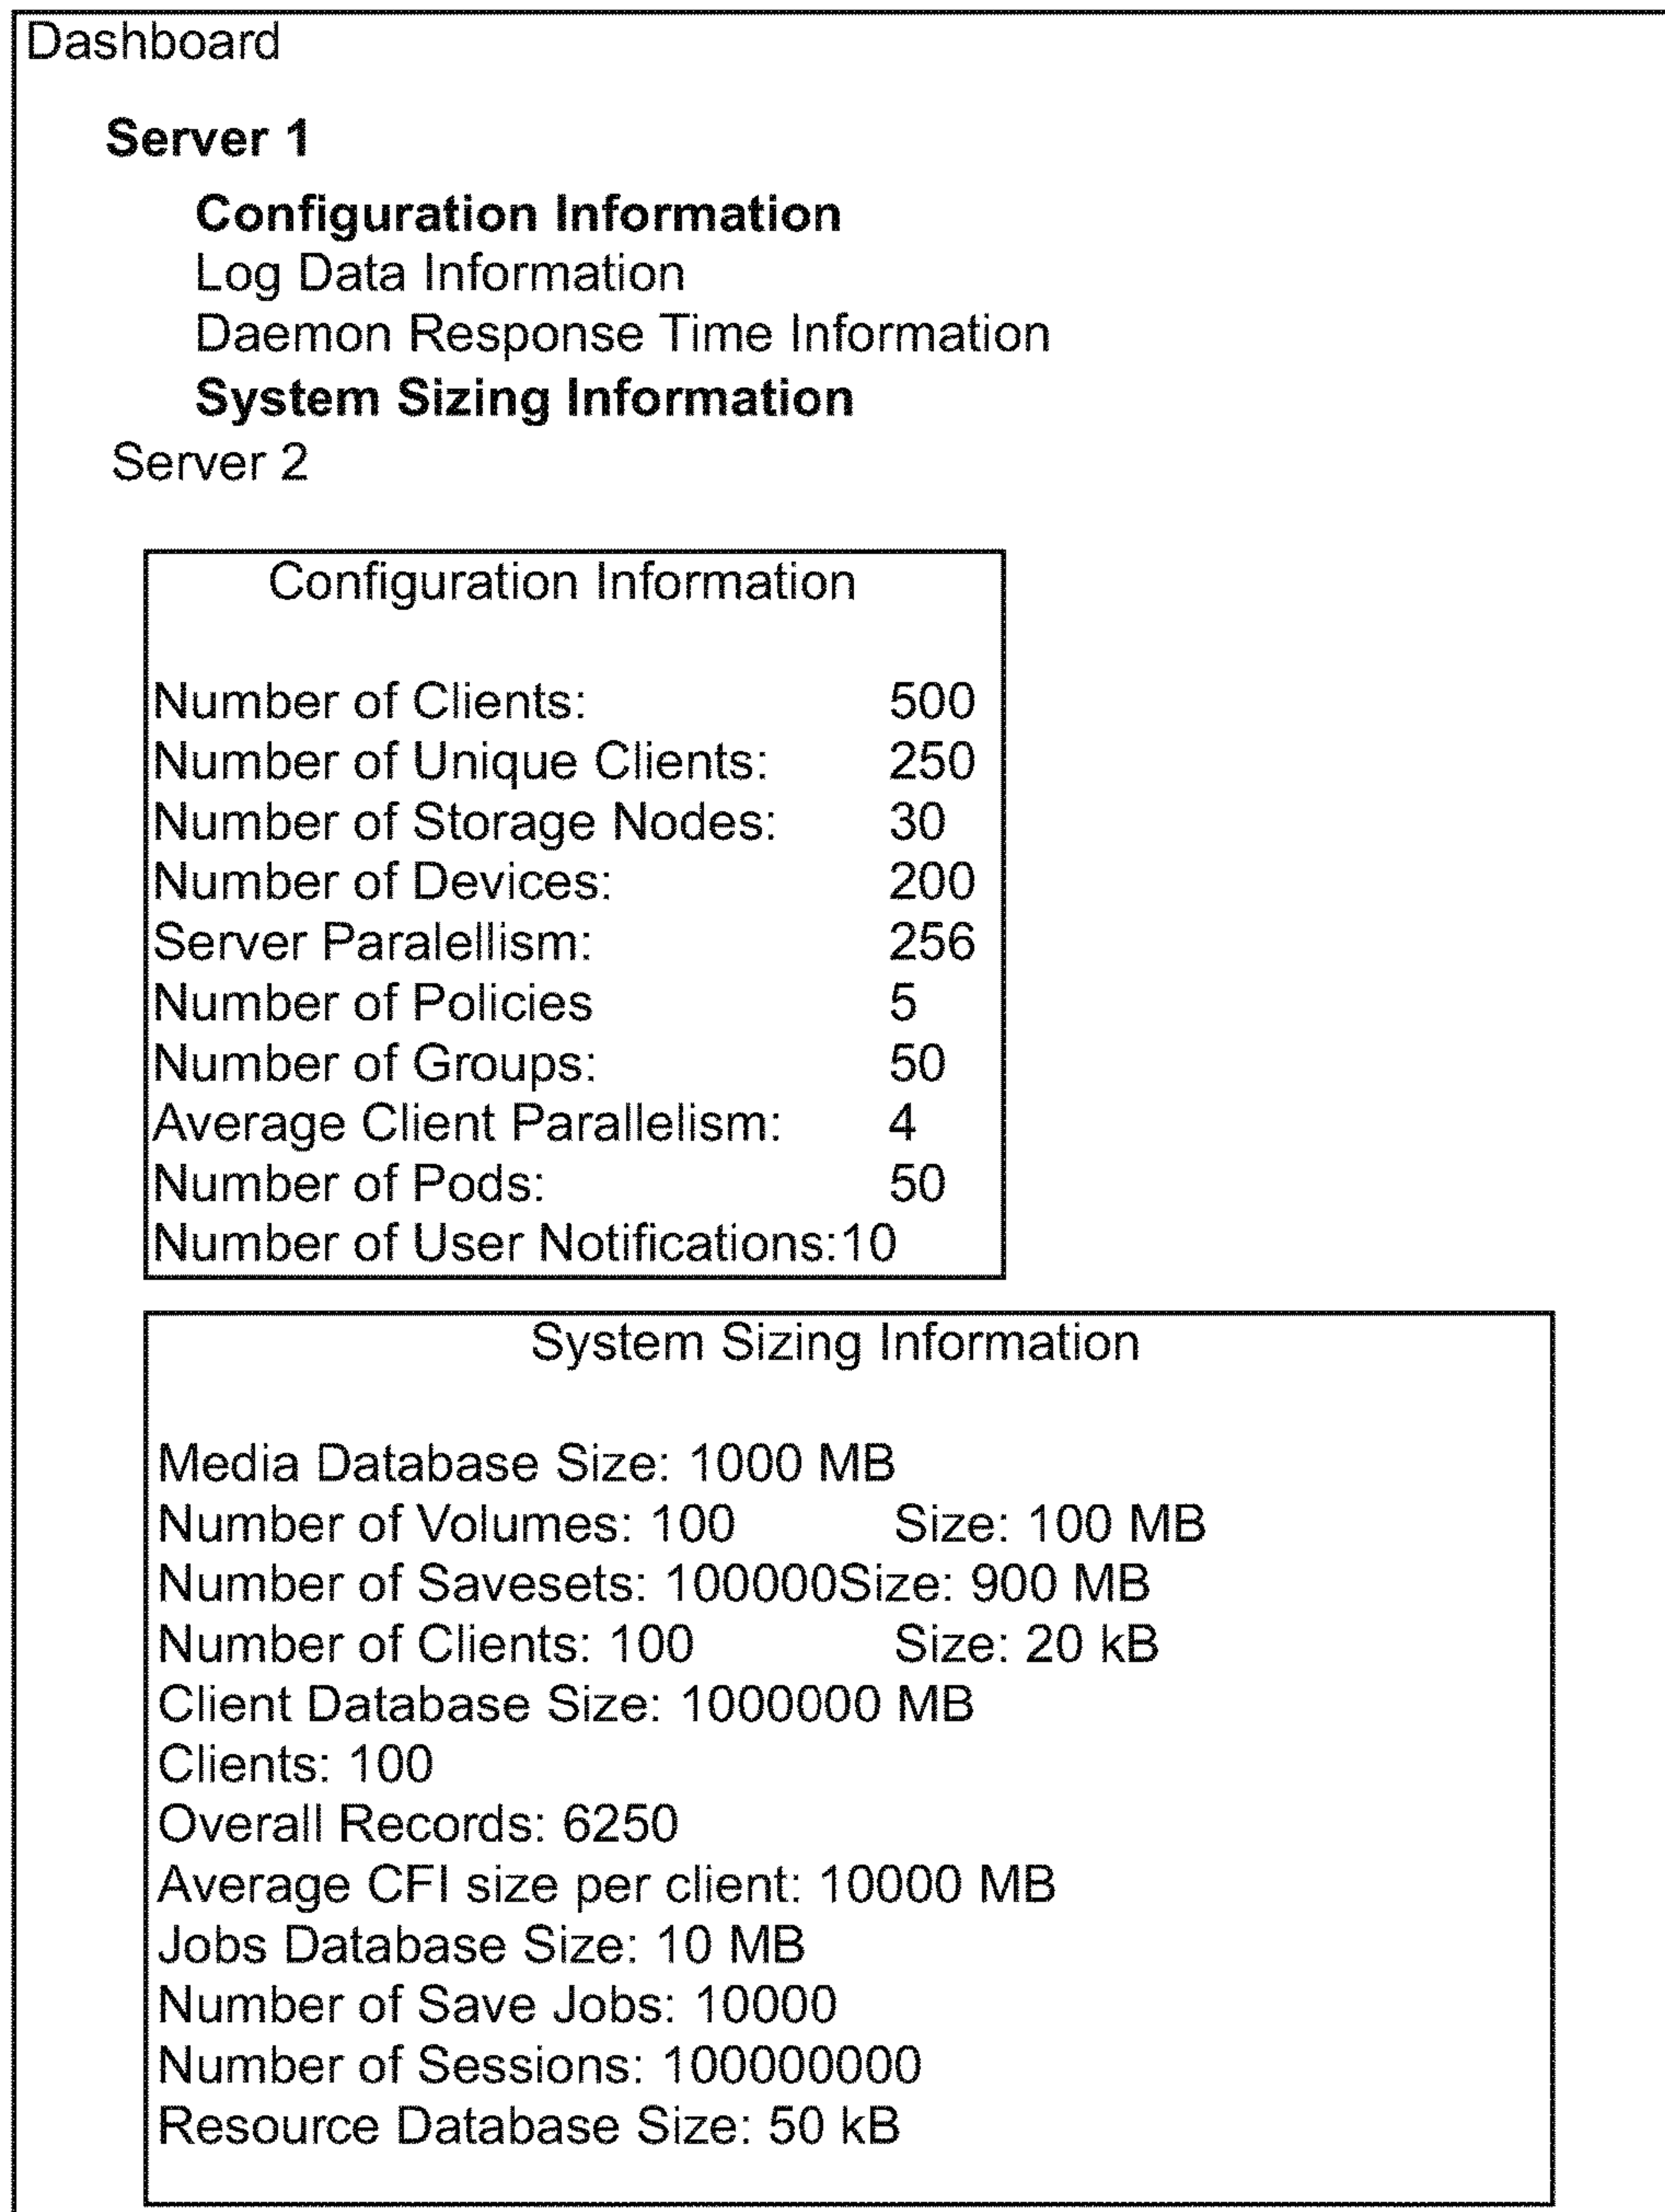 Dashboard
Server 1
Configuration Information
Log Data Information
Daemon Response Time Information
System Sizing Information
Server 2
Configuration Information
Number of Clients: 500
Number of Unique Clients: 250
Number of Storage Nodes: 30
Number of Devices: 200
Server Paralellism: 256
Number of Policies 5
Number of Groups: 50
Average Client Parallelism: 4
Number of Pods: 50
Number of User Notifications:10
System Sizing Information
Media Database Size: 1000 MB
Number of Volumes: 100 Size: 100 MB
Number of Savesets: 100000Size: 900 MB
Number of Clients: 100 Size: 20 kB
Client Database Size: 1000000 MB
Clients: 100
Overall Records: 6250
Average CFI size per client: 10000 MB
Jobs Database Size: 10 MB
Number of Save Jobs: 10000
Number of Sessions: 100000000
Resource Database Size: 50 kB